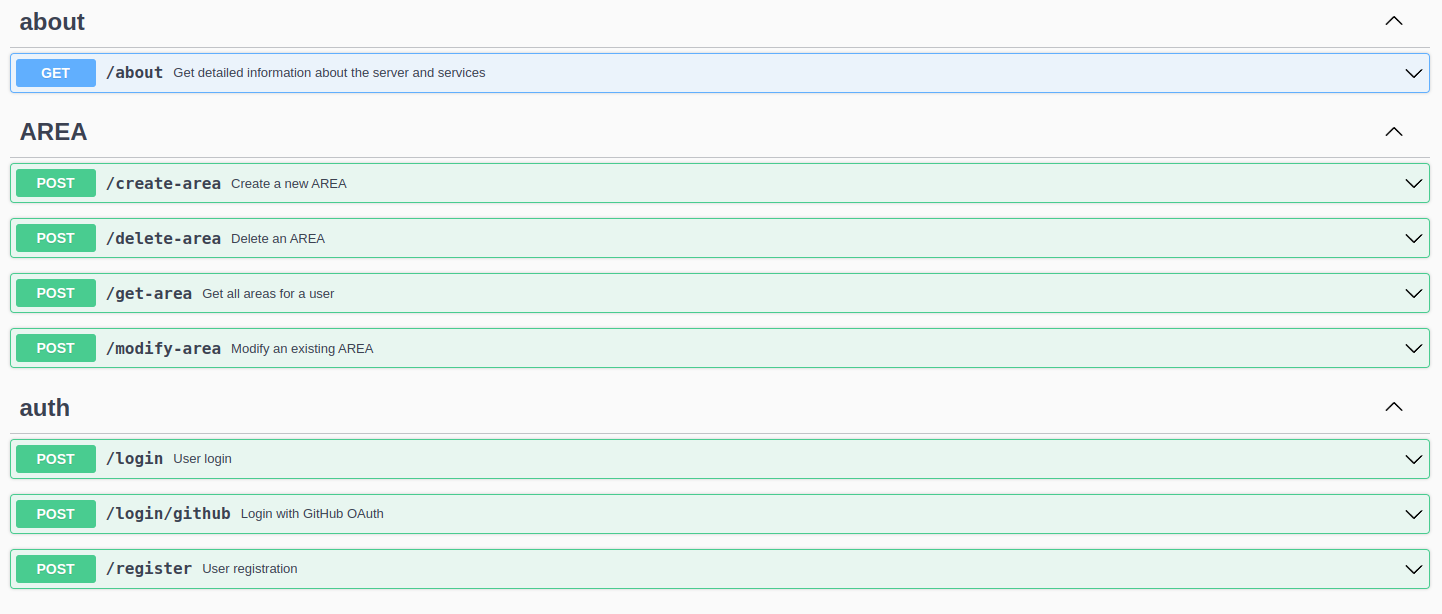 about
GET /about Get detailed information about the server and services
AREA
POST /create-area Create a new AREA
POST /delete-area Delete an AREA
POST /get-area Get all areas for a user
POST /modify-area Modify an existing AREA
auth
POST /login User login
POST /login/github Login with GitHub OAuth
POST /register User registration